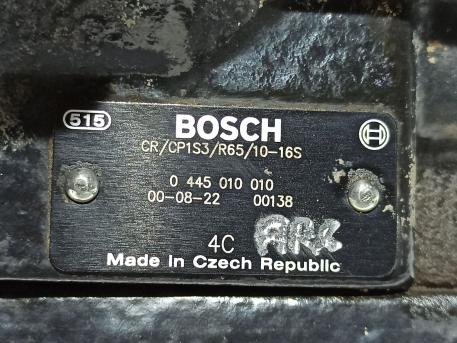 515 BOSCH
CR/CP1S3/R65/10-16S
0 445 010 010
00-08-22 00138
4C
Made in Czech Republic